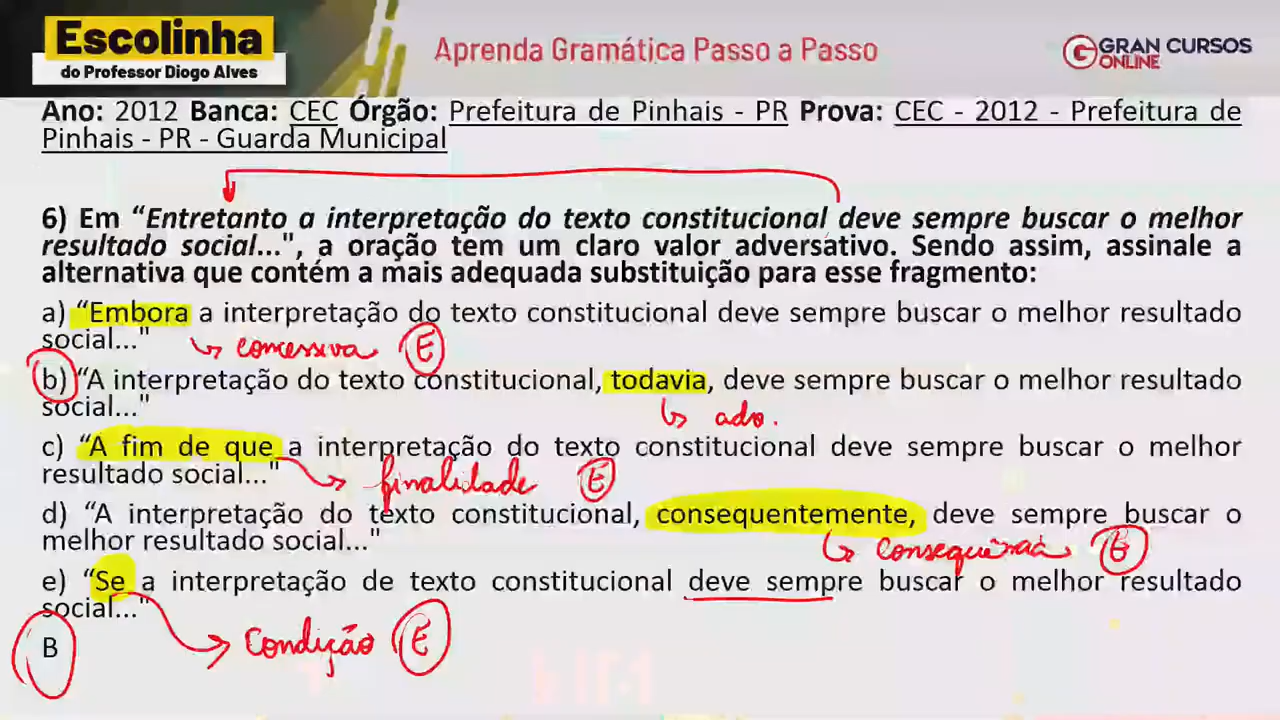 Escolinha
do Professor Diogo Alves
Aprenda Gramática Passo a Passo
GRAN CURSOS
ONLINE
Ano: 2012 Banca: CEC Órgão: Prefeitura de Pinhais - PR Prova: CEC - 2012 - Prefeitura de
Pinhais - PR - Guarda Municipal
6) Em “Entretanto a interpretação do texto constitucional deve sempre buscar o melhor
resultado social...", a oração tem um claro valor adversativo. Sendo assim, assinale a
alternativa que contém a mais adequada substituição para esse fragmento:
a) “Embora a interpretação do texto constitucional deve sempre buscar o melhor resultado
social..."
concessiva E
b) “A interpretação do texto constitucional, todavia, deve sempre buscar o melhor resultado
social..."
adv.
c) “A fim de que a interpretação do texto constitucional deve sempre buscar o melhor
resultado social..."
finalidade E
d) “A interpretação do texto constitucional, consequentemente, deve sempre buscar o
melhor resultado social..."
consequência E
e) “Se a interpretação de texto constitucional deve sempre buscar o melhor resultado
social..."
B
Condição E